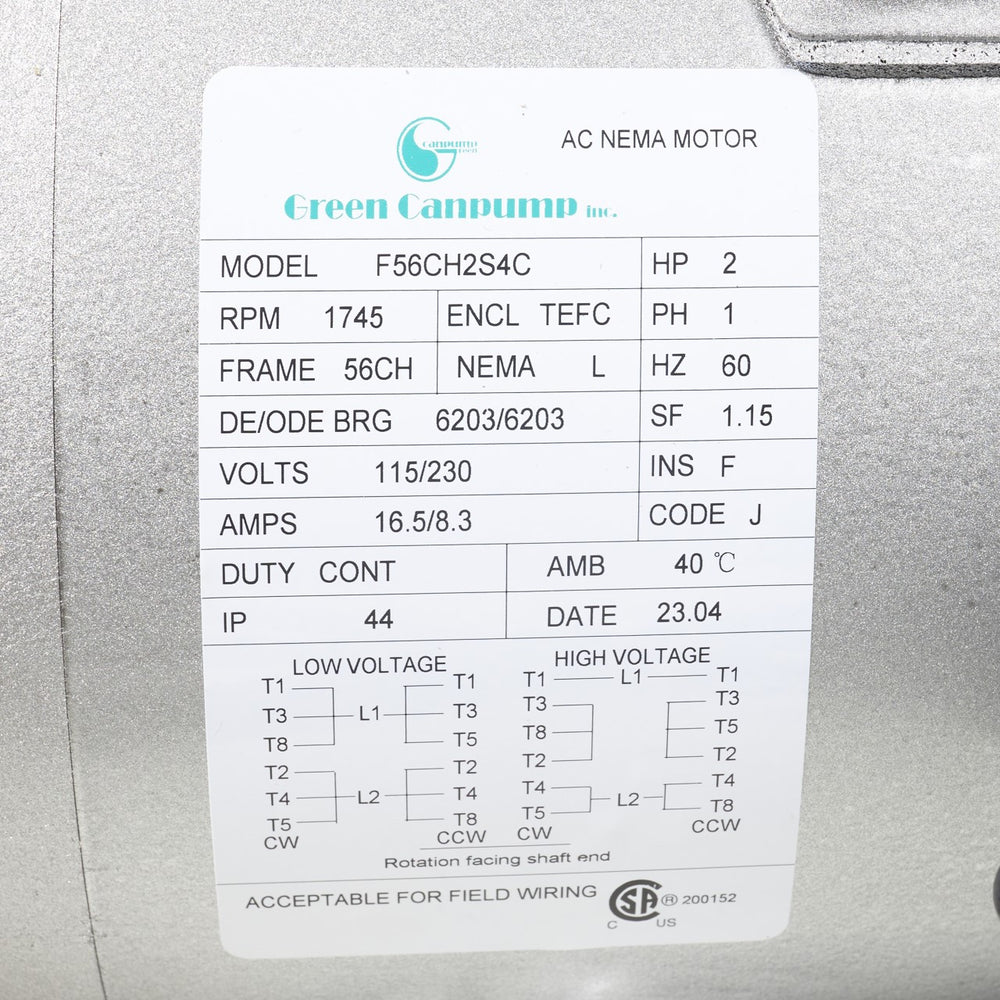 canpump
AC NEMA MOTOR
Green Canpump inc.
MODEL F56CH2S4C HP 2
RPM 1745 ENCL TEFC PH 1
FRAME 56CH NEMA L HZ 60
DE/ODE BRG 6203/6203 SF 1.15
VOLTS 115/230 INS F
AMPS 16.5/8.3 CODE J
DUTY CONT AMB 40 ℃
IP 44 DATE 23.04
LOW VOLTAGE HIGH VOLTAGE
T1 T1 T1 L1 T1
T3 L1 T3 T3 T3
T8 T5 T8 T5
T2 T2 T2 T2
T4 L2 T4 T4 L2 T4
T5 T8 T5 T8
CW CCW CW CCW
Rotation facing shaft end
ACCEPTABLE FOR FIELD WIRING SA ® 200152
C US